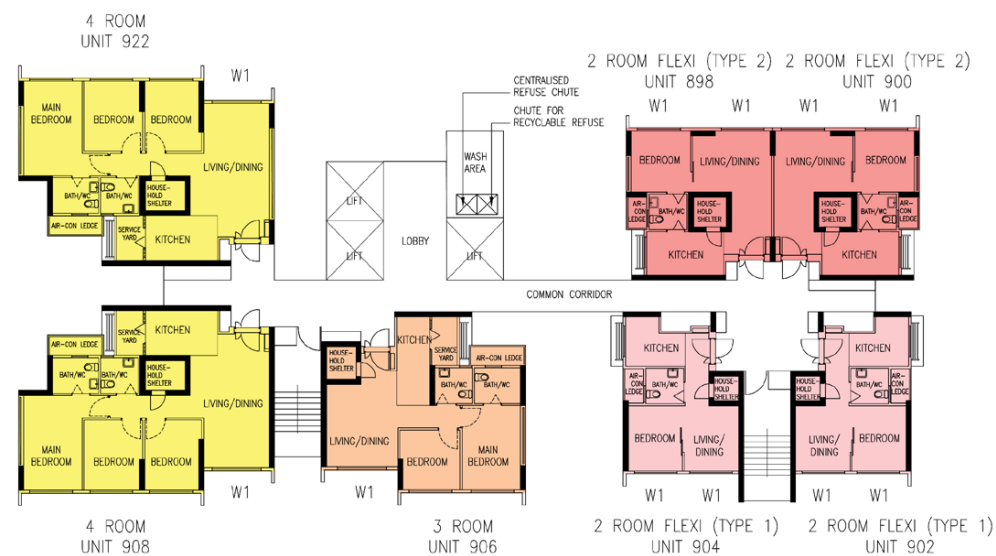 4 ROOM
UNIT 922
W1
MAIN
BEDROOM
BEDROOM
BEDROOM
LIVING/DINING
BATH/WC
BATH/WC
HOUSE-
HOLD
SHELTER
AIR-CON LEDGE
SERVICE
YARD
KITCHEN
CENTRALISED
REFUSE CHUTE
CHUTE FOR
RECYCLABLE REFUSE
WASH
AREA
LIFT
LIFT
LOBBY
LIFT
COMMON CORRIDOR
2 ROOM FLEXI (TYPE 2)
UNIT 898
W1
W1
BEDROOM
LIVING/DINING
BATH/WC
HOUSE-
HOLD
SHELTER
AIR-CON
LEDGE
KITCHEN
2 ROOM FLEXI (TYPE 2)
UNIT 900
W1
W1
LIVING/DINING
BEDROOM
HOUSE-
HOLD
SHELTER
BATH/WC
AIR-CON
LEDGE
KITCHEN
W1
SERVICE
YARD
KITCHEN
AIR-CON LEDGE
BATH/WC
BATH/WC
HOUSE-
HOLD
SHELTER
LIVING/DINING
MAIN
BEDROOM
BEDROOM
BEDROOM
W1
4 ROOM
UNIT 908
HOUSE-
HOLD
SHELTER
KITCHEN
SERVICE
YARD
AIR-CON LEDGE
BATH/WC
BATH/WC
LIVING/DINING
BEDROOM
MAIN
BEDROOM
W1
W1
3 ROOM
UNIT 906
KITCHEN
AIR-
CON
LEDGE
BATH/WC
HOUSE-
HOLD
SHELTER
BEDROOM
LIVING/
DINING
W1
W1
2 ROOM FLEXI (TYPE 1)
UNIT 904
KITCHEN
HOUSE-
HOLD
SHELTER
BATH/WC
AIR-
CON
LEDGE
LIVING/
DINING
BEDROOM
W1
W1
2 ROOM FLEXI (TYPE 1)
UNIT 902